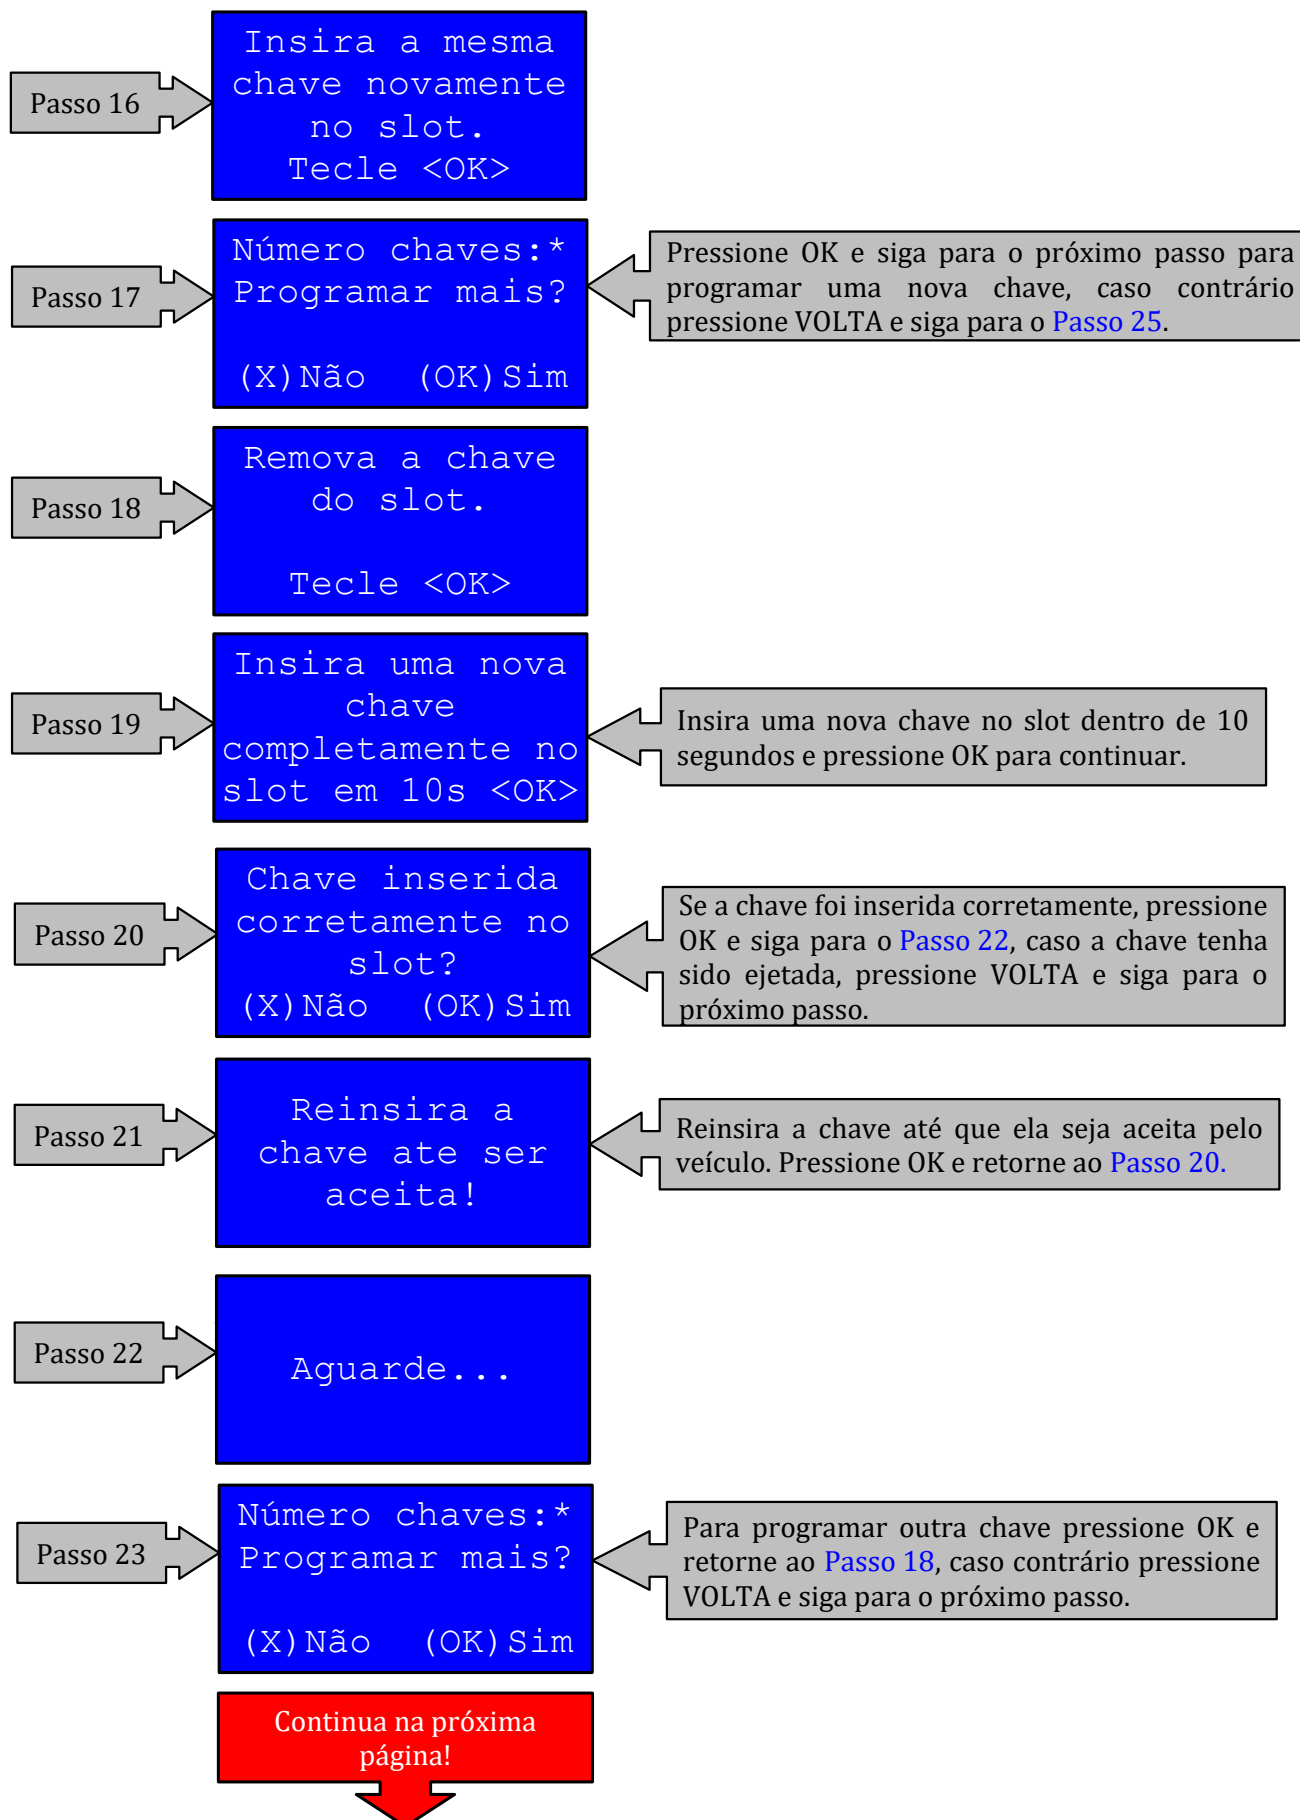 Passo 16
Insira a mesma
chave novamente
no slot.
Tecle <OK>
Passo 17
Número chaves:*
Programar mais?
(X)Não (OK)Sim
Pressione OK e siga para o próximo passo para
programar uma nova chave, caso contrário
pressione VOLTA e siga para o Passo 25.
Passo 18
Remova a chave
do slot.
Tecle <OK>
Passo 19
Insira uma nova
chave
completamente no
slot em 10s <OK>
Insira uma nova chave no slot dentro de 10
segundos e pressione OK para continuar.
Passo 20
Chave inserida
corretamente no
slot?
(X)Não (OK)Sim
Se a chave foi inserida corretamente, pressione
OK e siga para o Passo 22, caso a chave tenha
sido ejetada, pressione VOLTA e siga para o
próximo passo.
Passo 21
Reinsira a
chave ate ser
aceita!
Reinsira a chave até que ela seja aceita pelo
veículo. Pressione OK e retorne ao Passo 20.
Passo 22
Aguarde...
Passo 23
Número chaves:*
Programar mais?
(X)Não (OK)Sim
Para programar outra chave pressione OK e
retorne ao Passo 18, caso contrário pressione
VOLTA e siga para o próximo passo.
Continua na próxima
página!